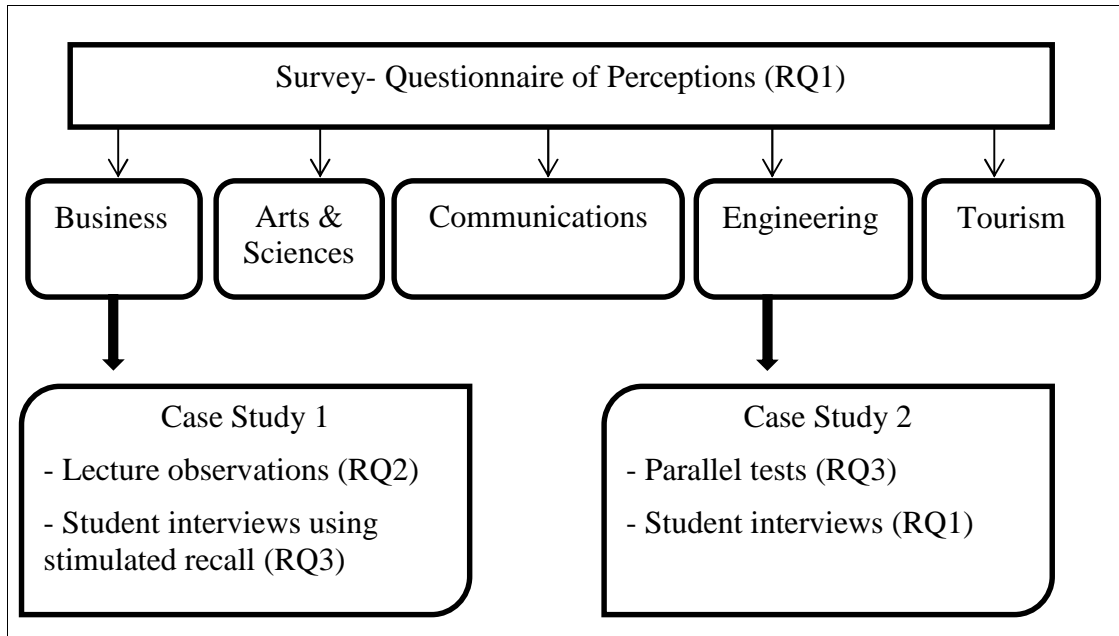 Survey- Questionnaire of Perceptions (RQ1)
Business
Arts &
Sciences
Communications
Engineering
Tourism
Case Study 1
- Lecture observations (RQ2)
- Student interviews using
stimulated recall (RQ3)
Case Study 2
- Parallel tests (RQ3)
- Student interviews (RQ1)